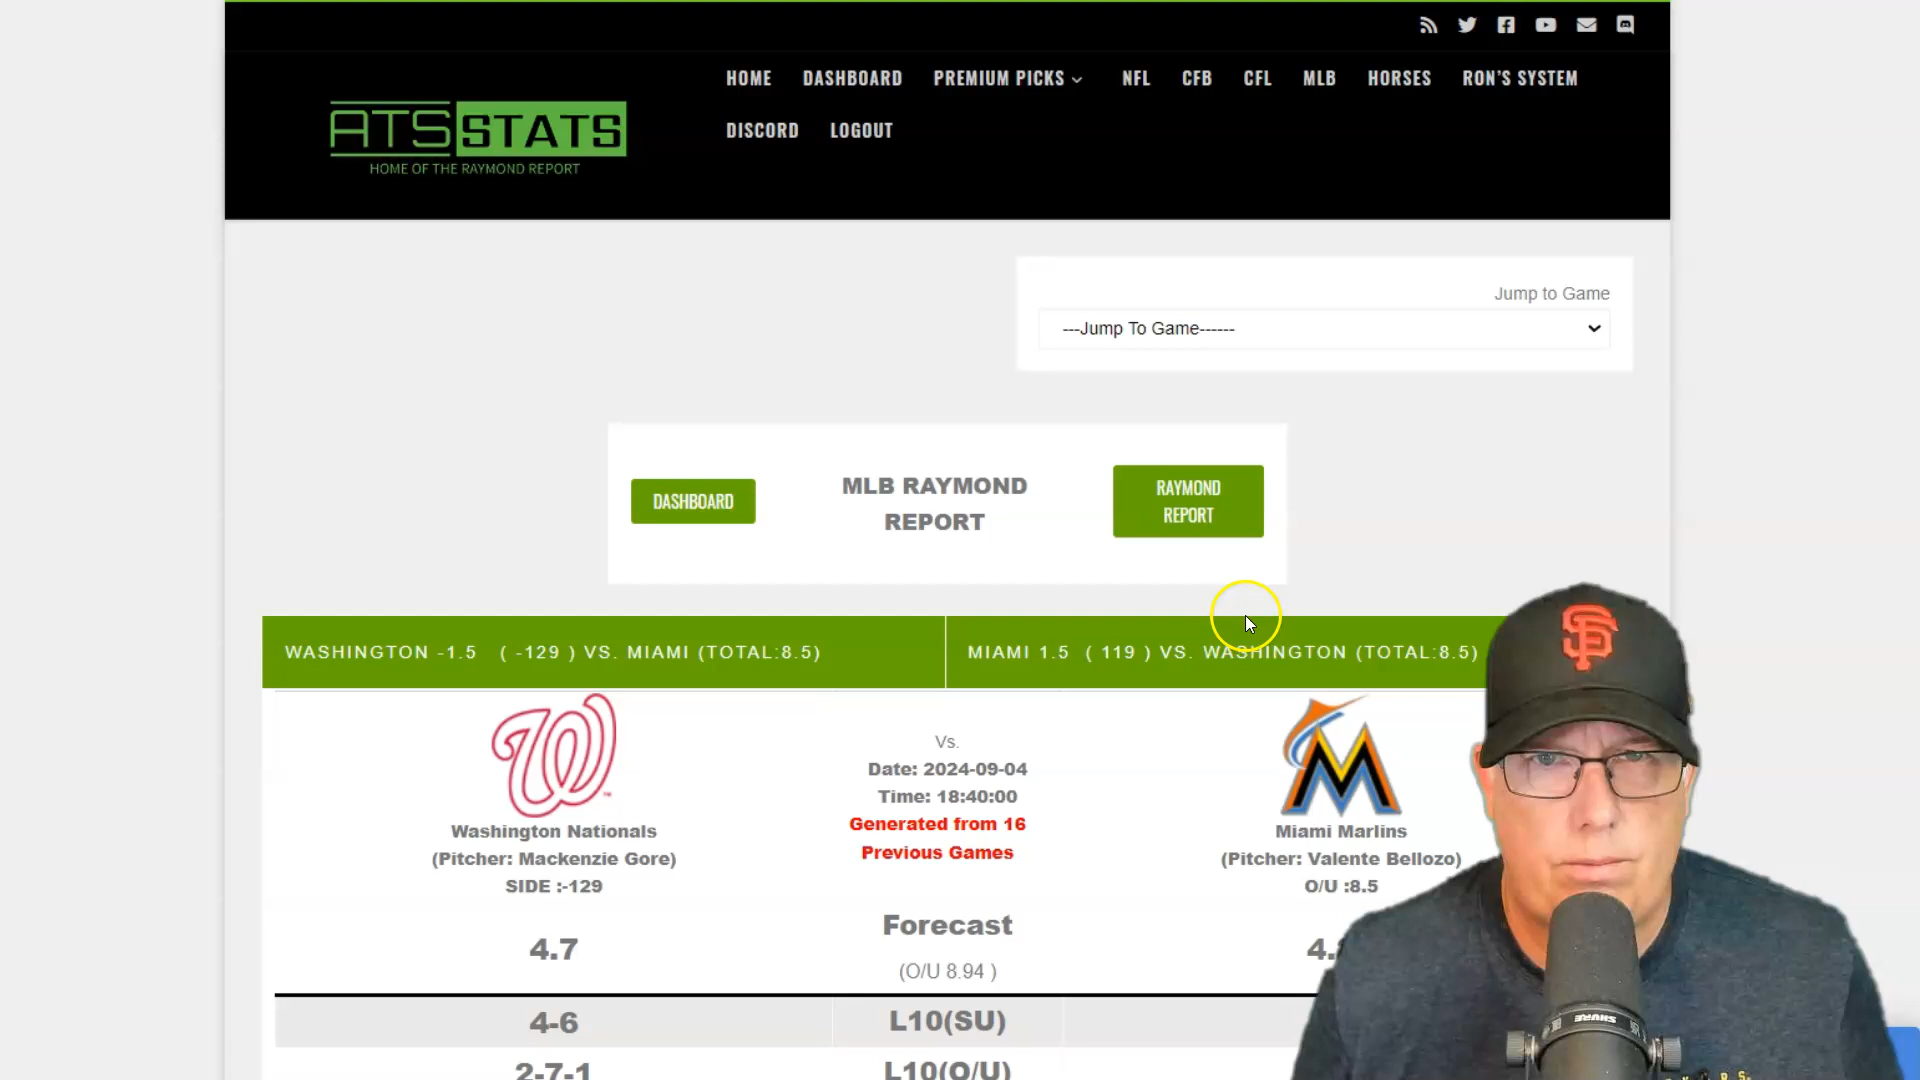 HOME DASHBOARD PREMIUM PICKS NFL CFB CFL MLB HORSES RON'S SYSTEM
DISCORD LOGOUT
ATS STATS
HOME OF THE RAYMOND REPORT
Jump to Game
---Jump To Game------
DASHBOARD
MLB RAYMOND
REPORT
RAYMOND
REPORT
WASHINGTON -1.5 ( -129 ) VS. MIAMI (TOTAL:8.5)
MIAMI 1.5 ( 119 ) VS. WASHINGTON (TOTAL:8.5)
W
Washington Nationals
(Pitcher: Mackenzie Gore)
SIDE :-129
4.7
Vs.
Date: 2024-09-04
Time: 18:40:00
Generated from 16
Previous Games
Forecast
(O/U 8.94 )
M
Miami Marlins
(Pitcher: Valente Bellozo)
O/U :8.5
4-6
L10(SU)
2-7-1
L10(O/U)
SF
SHURE